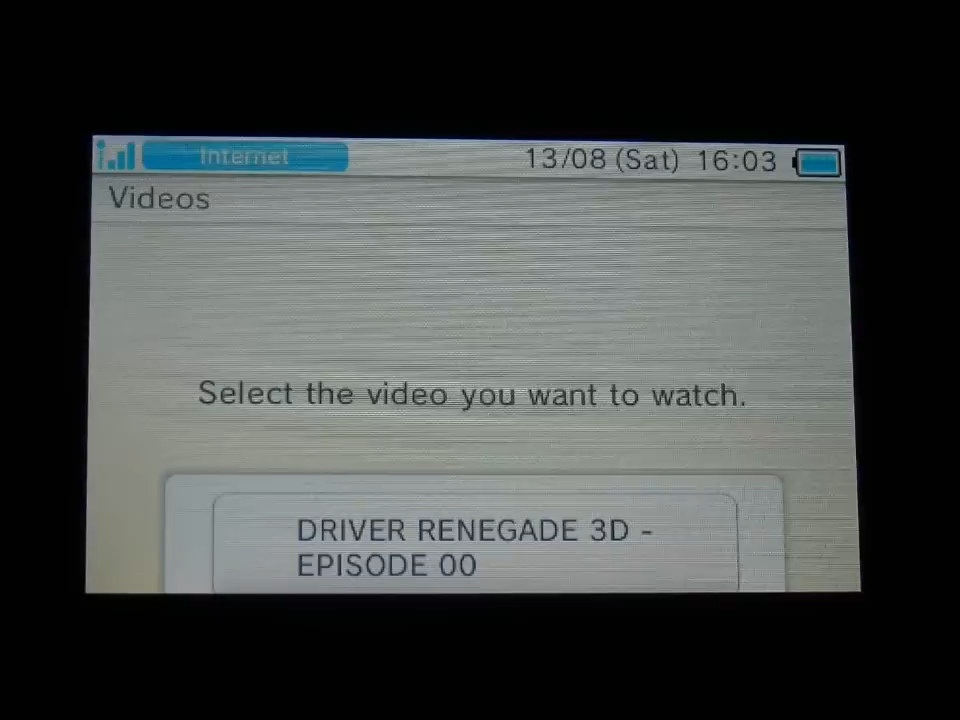 Internet 13/08 (Sat) 16:03
Videos
Select the video you want to watch.
DRIVER RENEGADE 3D -
EPISODE 00